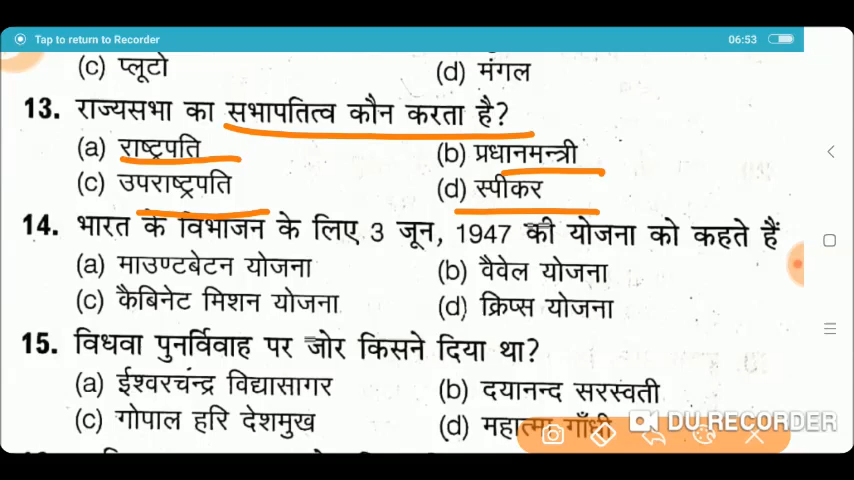 Tap to return to Recorder 06:53
(c) प्लूटो (d) मंगल
13. राज्यसभा का सभापतित्व कौन करता है?
(a) राष्ट्रपति (b) प्रधानमन्त्री
(c) उपराष्ट्रपति (d) स्पीकर
14. भारत के विभाजन के लिए 3 जून, 1947 की योजना को कहते हैं
(a) माउण्टबेटन योजना (b) वैवेल योजना
(c) कैबिनेट मिशन योजना (d) क्रिप्स योजना
15. विधवा पुनर्विवाह पर जोर किसने दिया था?
(a) ईश्वरचंन्द्र विद्यासागर (b) दयानन्द सरस्वती
(c) गोपाल हरि देशमुख (d) महात्मा गाँधी
DU RECORDER